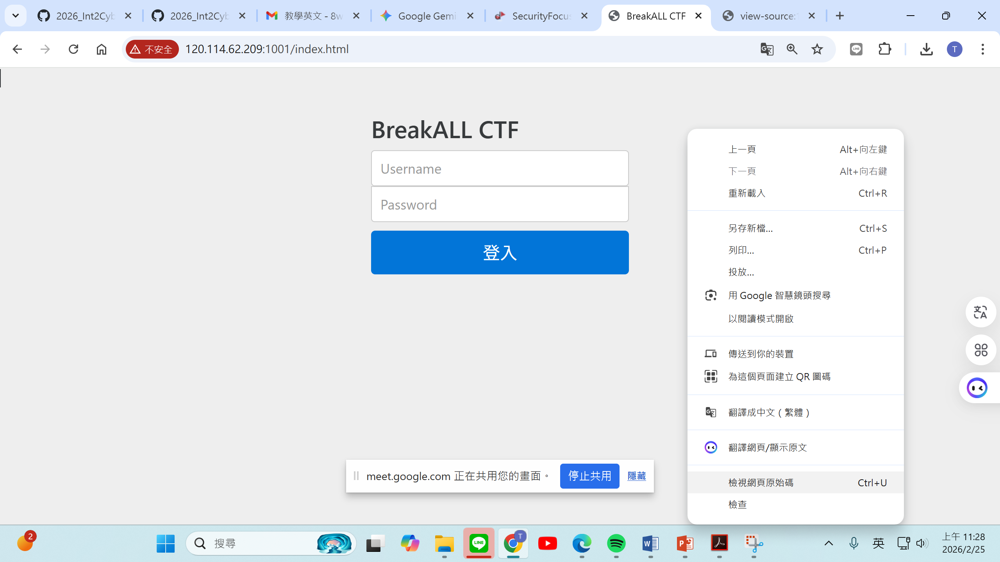 2026_Int2Cyb
2026_Int2Cyb
教學英文 - 8w
Google Gemi
SecurityFocus
BreakALL CTF
view-source:1
不安全
120.114.62.209:1001/index.html
T
BreakALL CTF
Username
Password
登入
上一頁 Alt+向左鍵
下一頁 Alt+向右鍵
重新載入 Ctrl+R
另存新檔... Ctrl+S
列印... Ctrl+P
投放...
用 Google 智慧鏡頭搜尋
以閱讀模式開啟
傳送到你的裝置
為這個頁面建立 QR 圖碼
翻譯成中文（繁體）
翻譯網頁/顯示原文
檢視網頁原始碼 Ctrl+U
檢查
meet.google.com 正在共用您的畫面。
停止共用
隱藏
2
搜尋
LINE
T
英
上午 11:28
2026/2/25